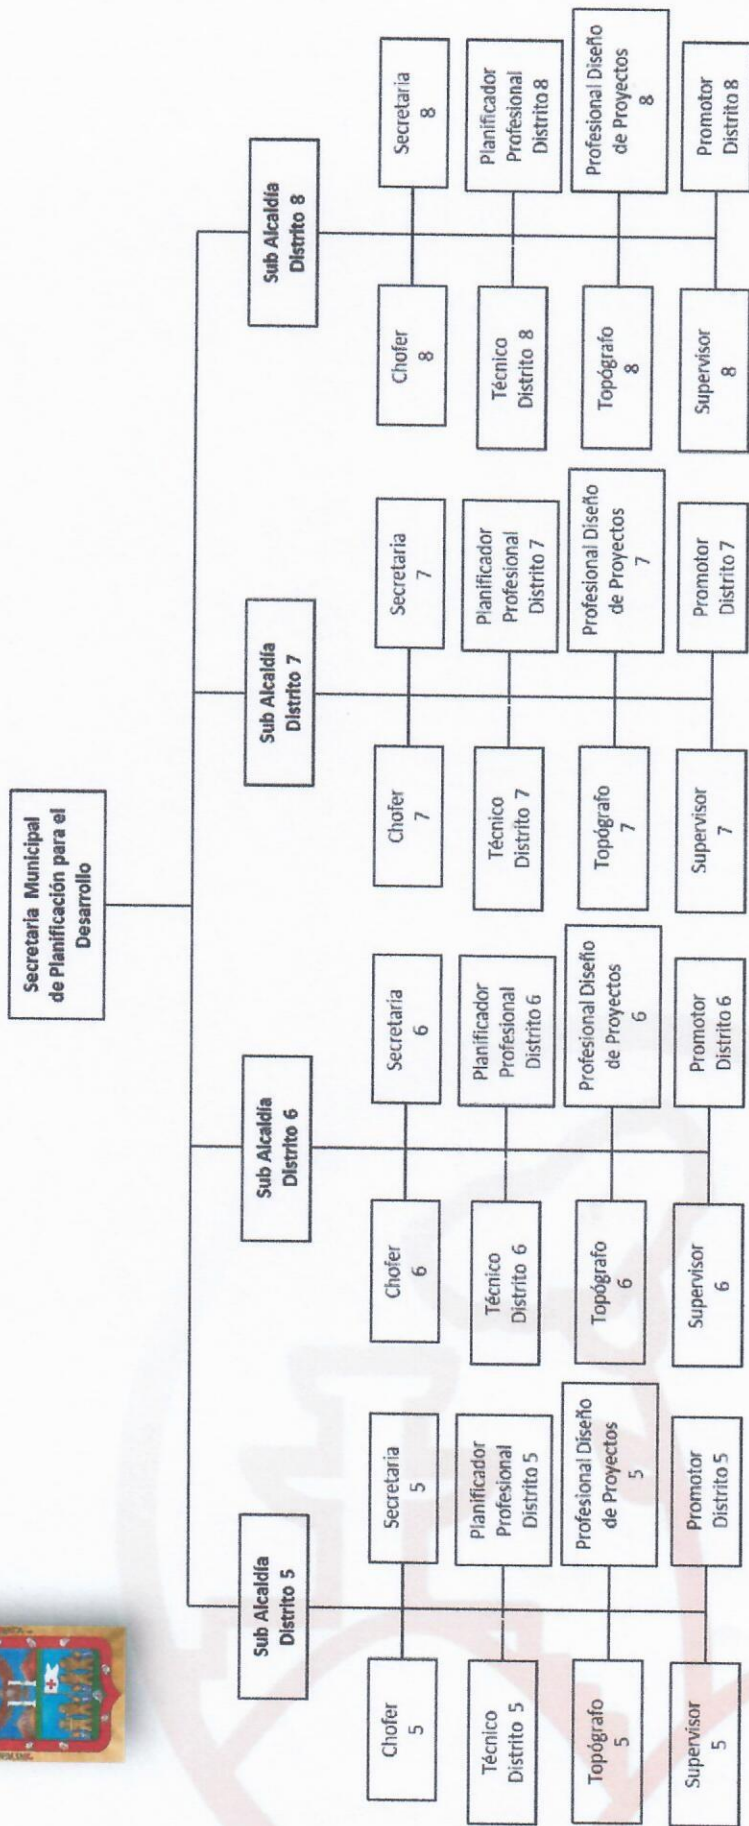 Secretaria Municipal
de Planificación para el
Desarrollo
Sub Alcaldía
Distrito 5
Sub Alcaldía
Distrito 6
Sub Alcaldía
Distrito 7
Sub Alcaldía
Distrito 8
Chofer
5
Secretaria
5
Técnico
Distrito 5
Planificador
Profesional
Distrito 5
Topógrafo
5
Profesional Diseño
de Proyectos
5
Supervisor
5
Promotor
Distrito 5
Chofer
6
Secretaria
6
Técnico
Distrito 6
Planificador
Profesional
Distrito 6
Topógrafo
6
Profesional Diseño
de Proyectos
6
Supervisor
6
Promotor
Distrito 6
Chofer
7
Secretaria
7
Técnico
Distrito 7
Planificador
Profesional
Distrito 7
Topógrafo
7
Profesional Diseño
de Proyectos
7
Supervisor
7
Promotor
Distrito 7
Chofer
8
Secretaria
8
Técnico
Distrito 8
Planificador
Profesional
Distrito 8
Topógrafo
8
Profesional Diseño
de Proyectos
8
Supervisor
8
Promotor
Distrito 8